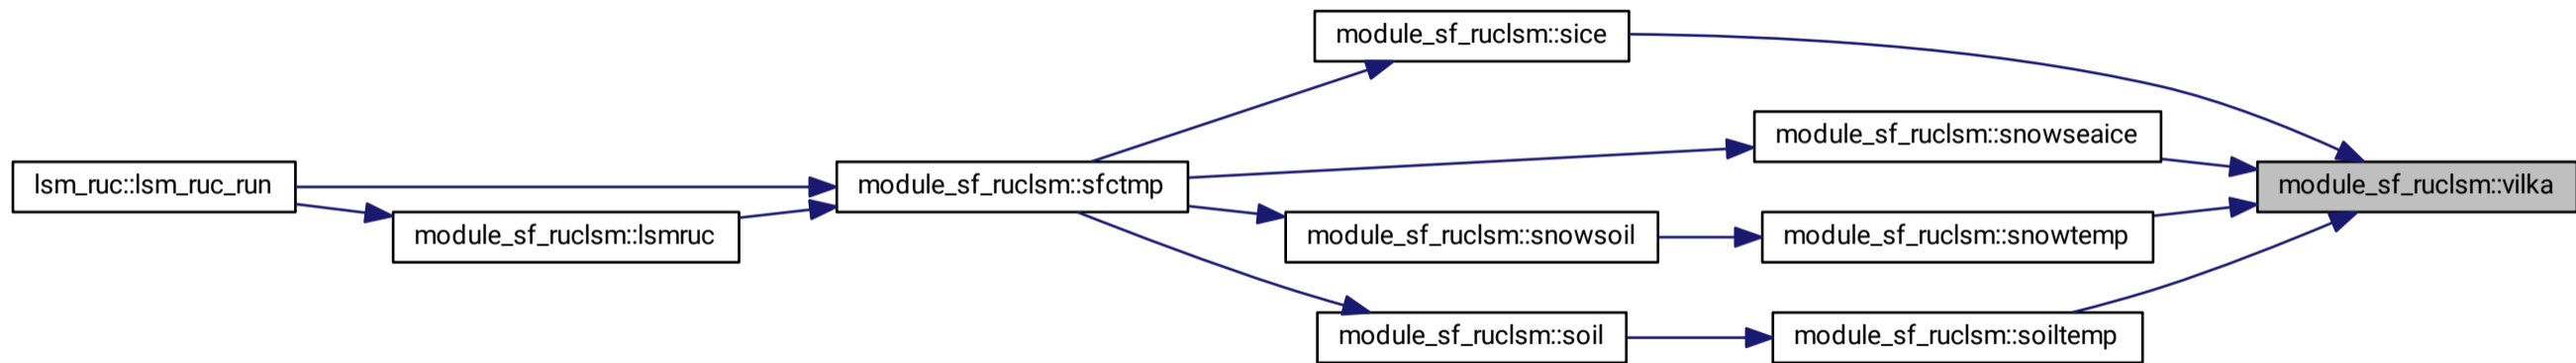 module_sf_ruclsm::sice
module_sf_ruclsm::snowseaice
lsm_ruc::lsm_ruc_run
module_sf_ruclsm::sfctmp
module_sf_ruclsm::vilka
module_sf_ruclsm::lsmruc
module_sf_ruclsm::snowsoil
module_sf_ruclsm::snowtemp
module_sf_ruclsm::soil
module_sf_ruclsm::soiltemp